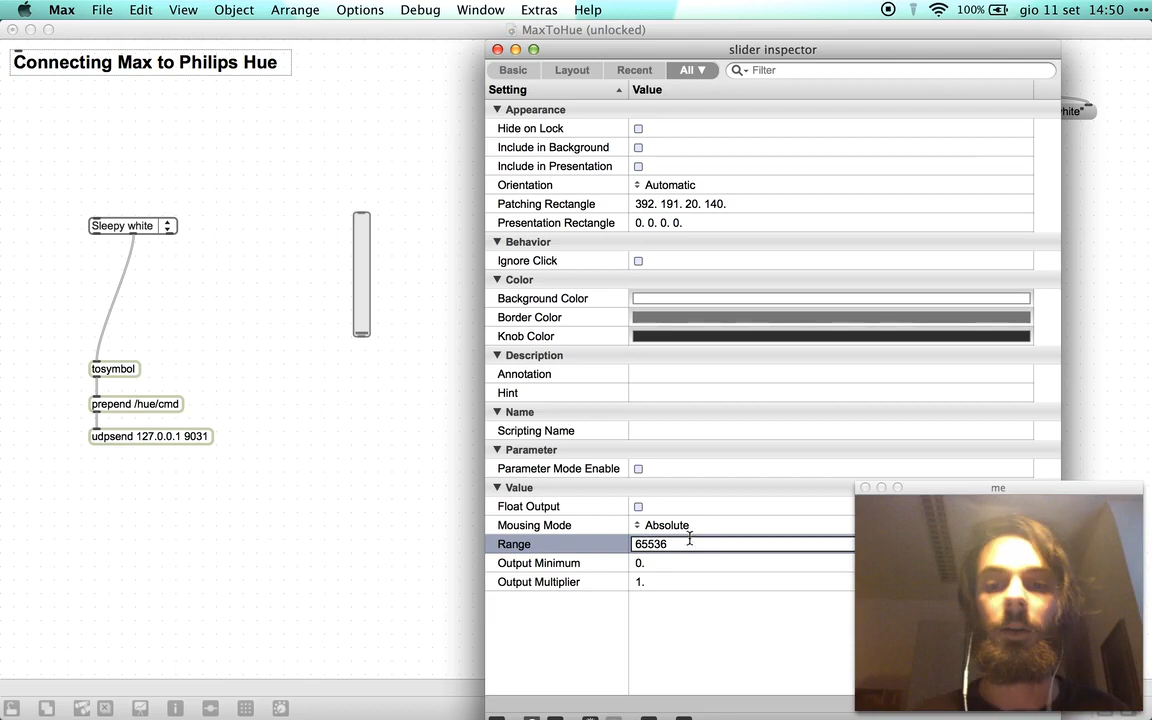 Max File Edit View Object Arrange Options Debug Window Extras Help 100% gio 11 set 14:50
MaxToHue (unlocked)
Connecting Max to Philips Hue
slider inspector
Basic Layout Recent All ▼ Filter
Setting Value
Appearance
Hide on Lock
Include in Background
Include in Presentation
Orientation Automatic
Patching Rectangle 392. 191. 20. 140.
Presentation Rectangle 0. 0. 0. 0.
Behavior
Ignore Click
Color
Background Color
Border Color
Knob Color
Description
Annotation
Hint
Name
Scripting Name
Parameter
Parameter Mode Enable
Value
Float Output
Mousing Mode Absolute
Range 65536
Output Minimum 0.
Output Multiplier 1.
Sleepy white
tosymbol
prepend /hue/cmd
udpsend 127.0.0.1 9031
me